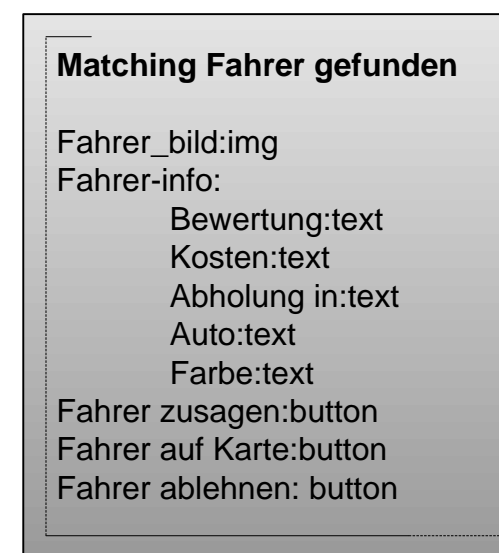 Matching Fahrer gefunden
Fahrer_bild:img
Fahrer-info:
Bewertung:text
Kosten:text
Abholung in:text
Auto:text
Farbe:text
Fahrer zusagen:button
Fahrer auf Karte:button
Fahrer ablehnen: button